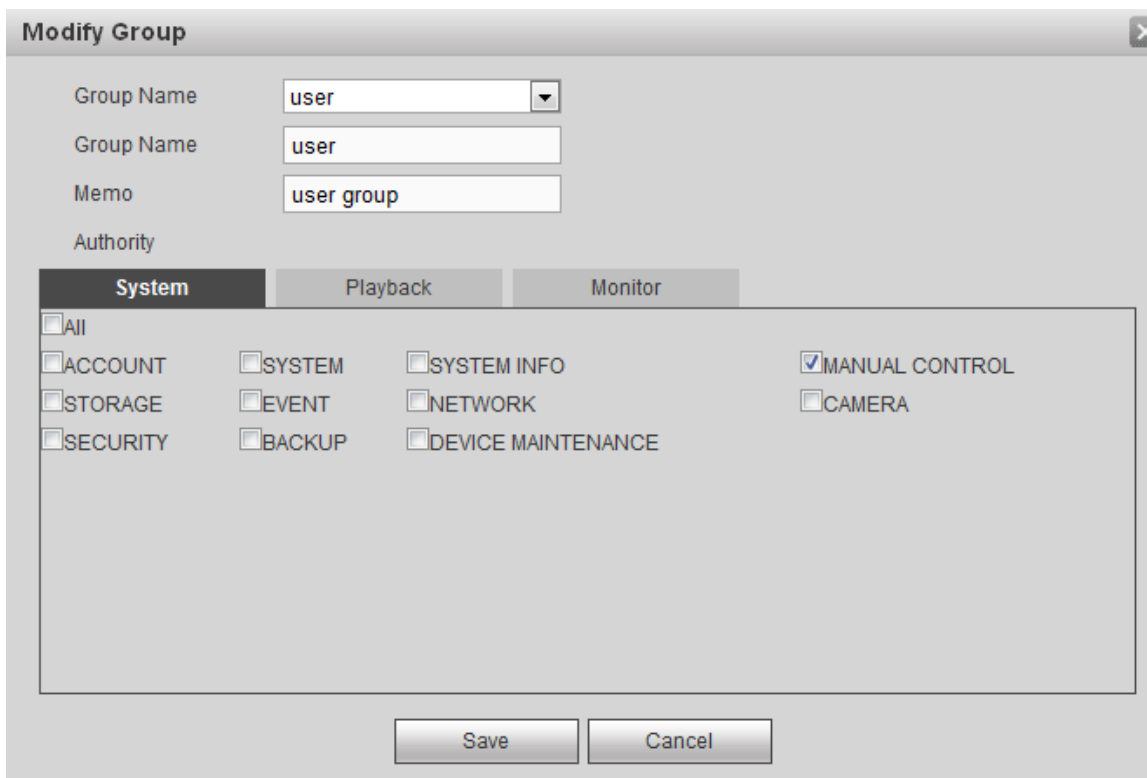 Modify Group
Group Name user
Group Name user
Memo user group
Authority
System Playback Monitor
All
ACCOUNT SYSTEM SYSTEM INFO MANUAL CONTROL
STORAGE EVENT NETWORK CAMERA
SECURITY BACKUP DEVICE MAINTENANCE
Save Cancel